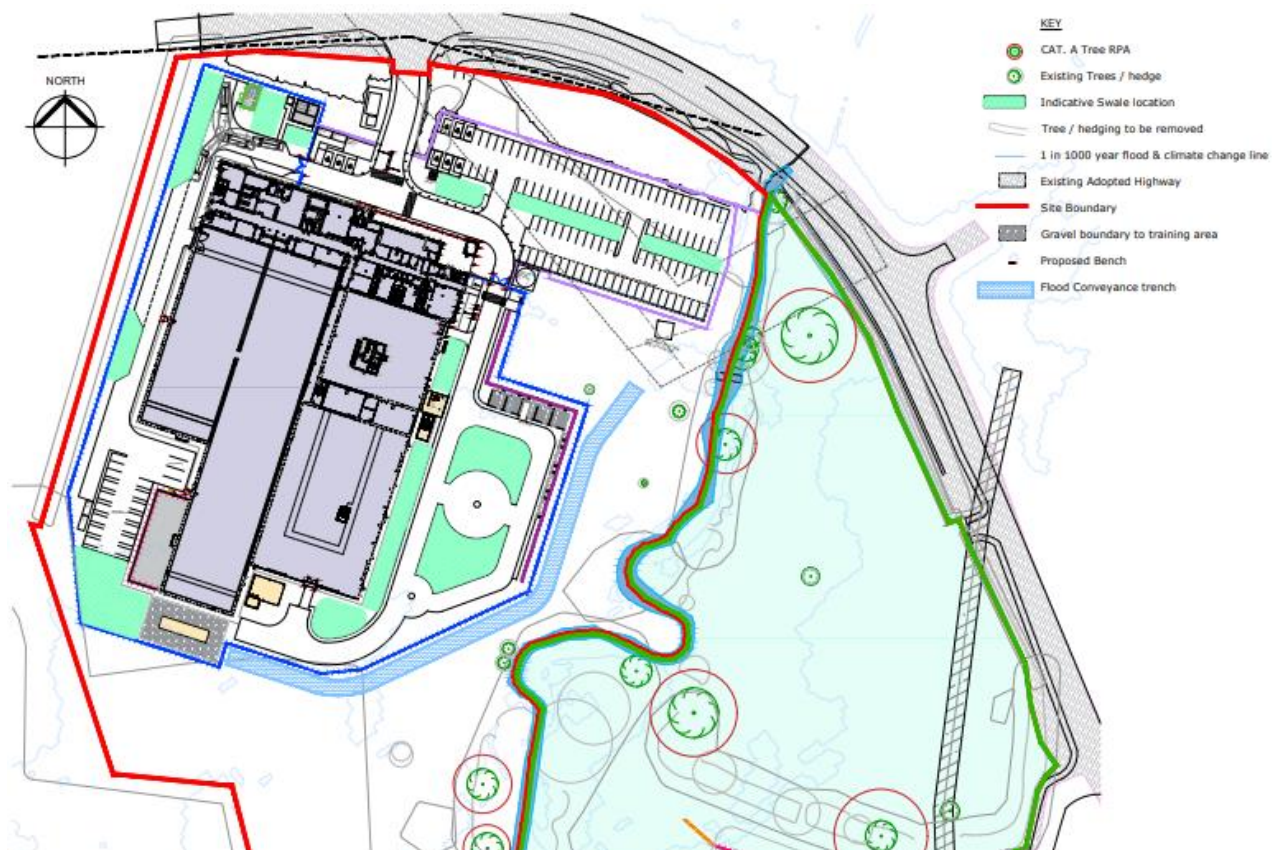 KEY
CAT. A Tree RPA
NORTH
Existing Trees / hedge
Indicative Swale location
Tree / hedging to be removed
1 in 1000 year flood & climate change line
Existing Adopted Highway
Site Boundary
Gravel boundary to training area
Proposed Bench
Flood Conveyance trench